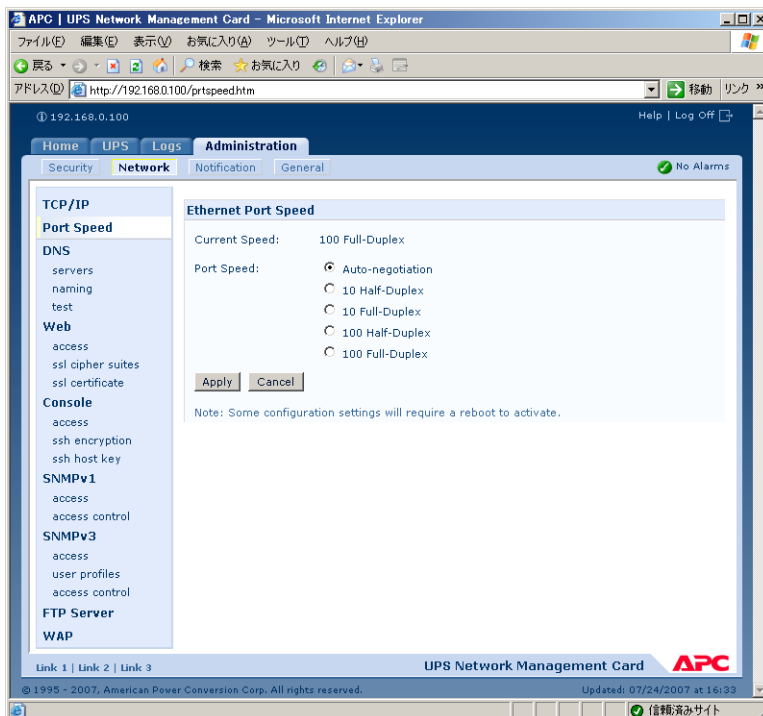 APC | UPS Network Management Card - Microsoft Internet Explorer
ファイル(F) 編集(E) 表示(V) お気に入り(A) ツール(T) ヘルプ(H)
戻る 検索 お気に入り
アドレス(D) http://192.168.0.100/prtspeed.htm 移動 リンク »
192.168.0.100 Help | Log Off
Home UPS Logs Administration
Security Network Notification General No Alarms
TCP/IP
Port Speed
DNS
servers
naming
test
Web
access
ssl cipher suites
ssl certificate
Console
access
ssh encryption
ssh host key
SNMPv1
access
access control
SNMPv3
access
user profiles
access control
FTP Server
WAP
Ethernet Port Speed
Current Speed: 100 Full-Duplex
Port Speed: Auto-negotiation
10 Half-Duplex
10 Full-Duplex
100 Half-Duplex
100 Full-Duplex
Apply Cancel
Note: Some configuration settings will require a reboot to activate.
Link 1 | Link 2 | Link 3 UPS Network Management Card APC
© 1995 - 2007, American Power Conversion Corp. All rights reserved. Updated: 07/24/2007 at 16:33
信頼済みサイト